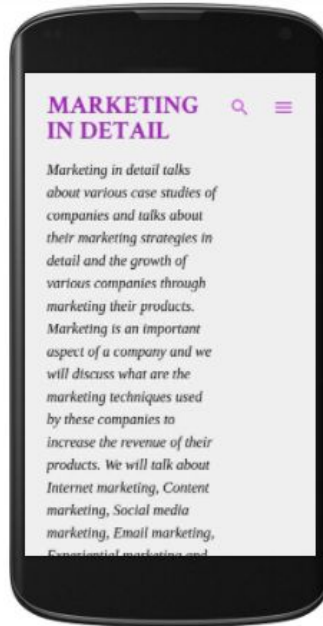 MARKETING
IN DETAIL
Marketing in detail talks
about various case studies of
companies and talks about
their marketing strategies in
detail and the growth of
various companies through
marketing their products.
Marketing is an important
aspect of a company and we
will discuss what are the
marketing techniques used
by these companies to
increase the revenue of their
products. We will talk about
Internet marketing, Content
marketing, Social media
marketing, Email marketing,
Experiential marketing and